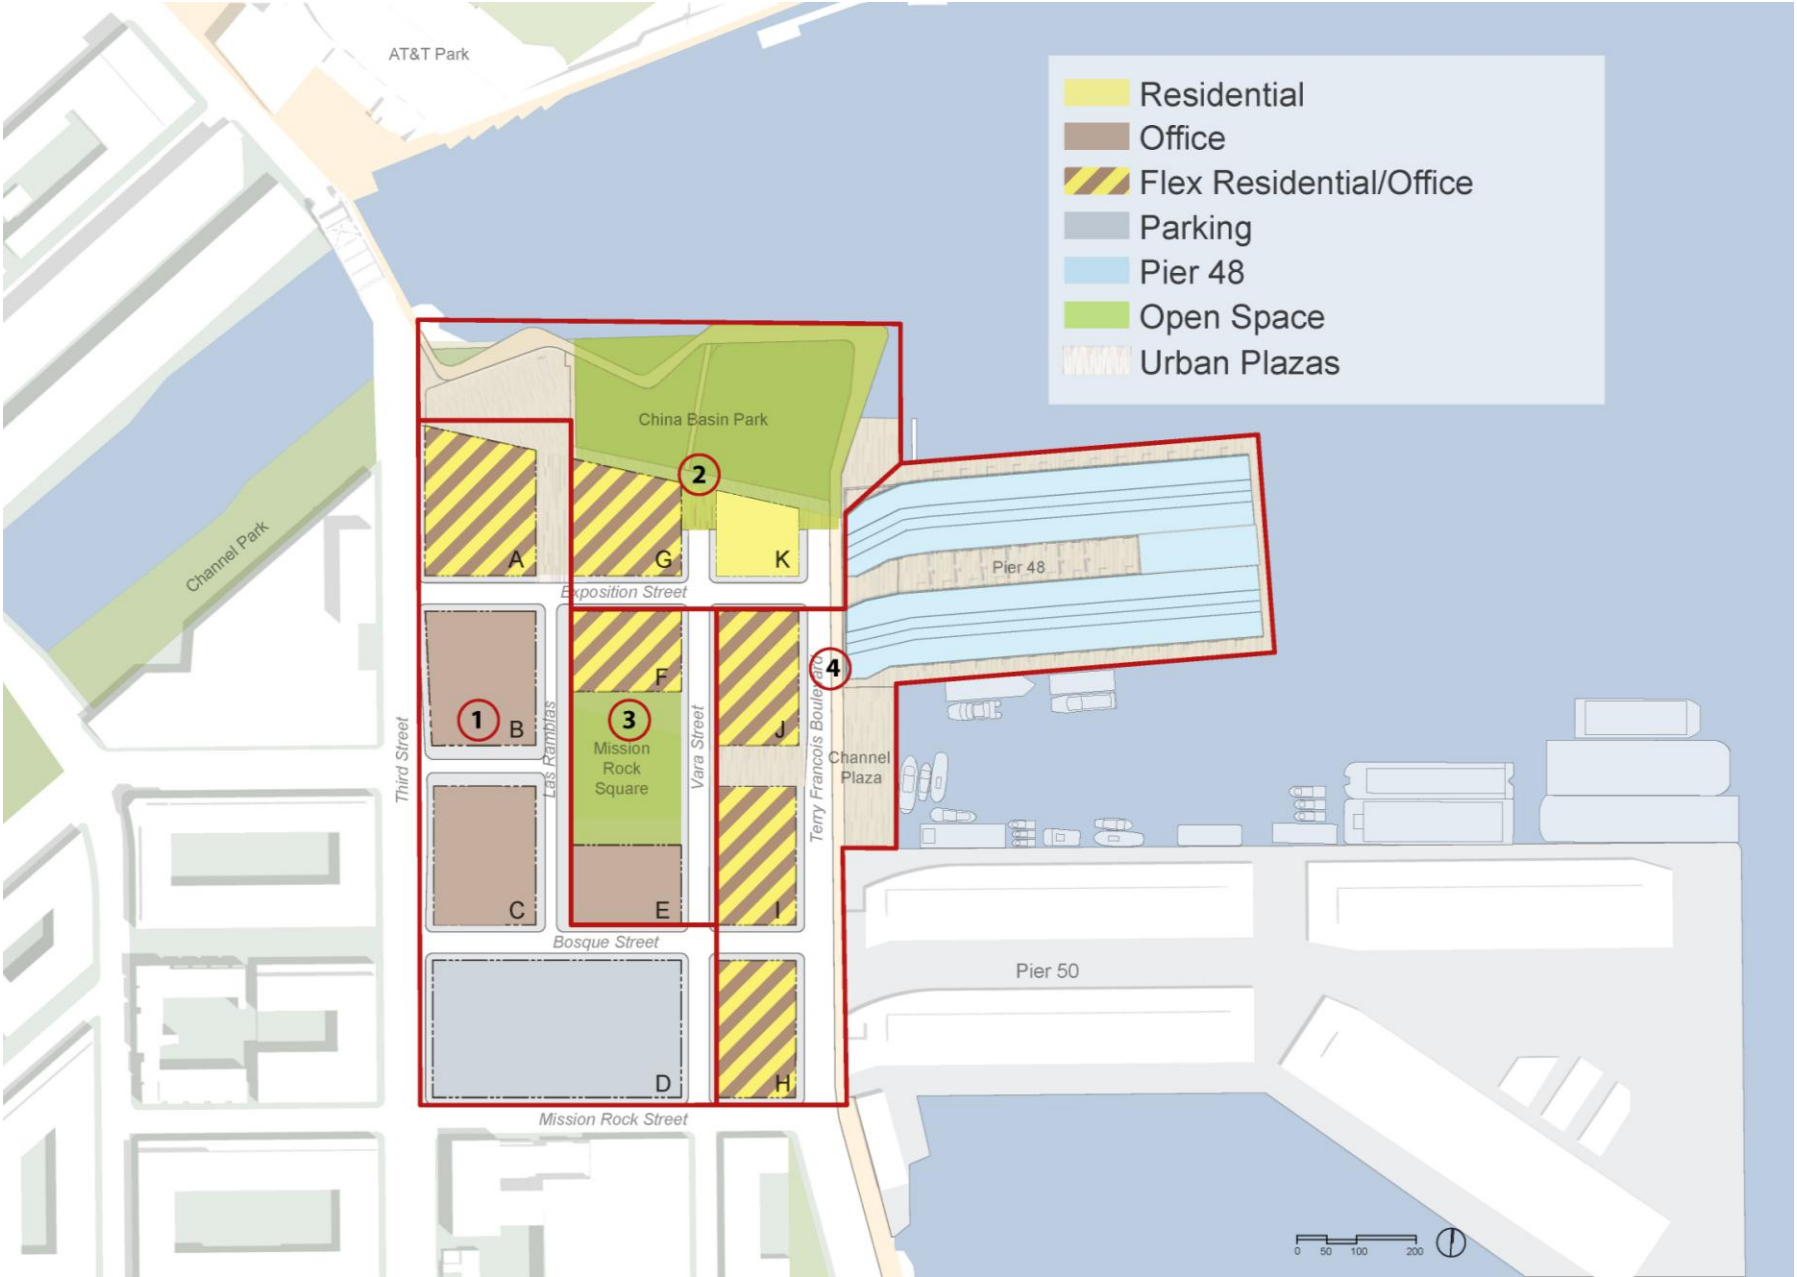 AT&T Park
Residential
Office
Flex Residential/Office
Parking
Pier 48
Open Space
Urban Plazas
China Basin Park
2
Channel Park
A
G
K
Pier 48
Exposition Street
F
4
1
3
B
J
Third Street
Las Ramblas
Mission
Rock
Square
Vara Street
Terry Francois Boulevard
Channel
Plaza
C
E
I
Bosque Street
Pier 50
D
H
Mission Rock Street
0 50 100 200